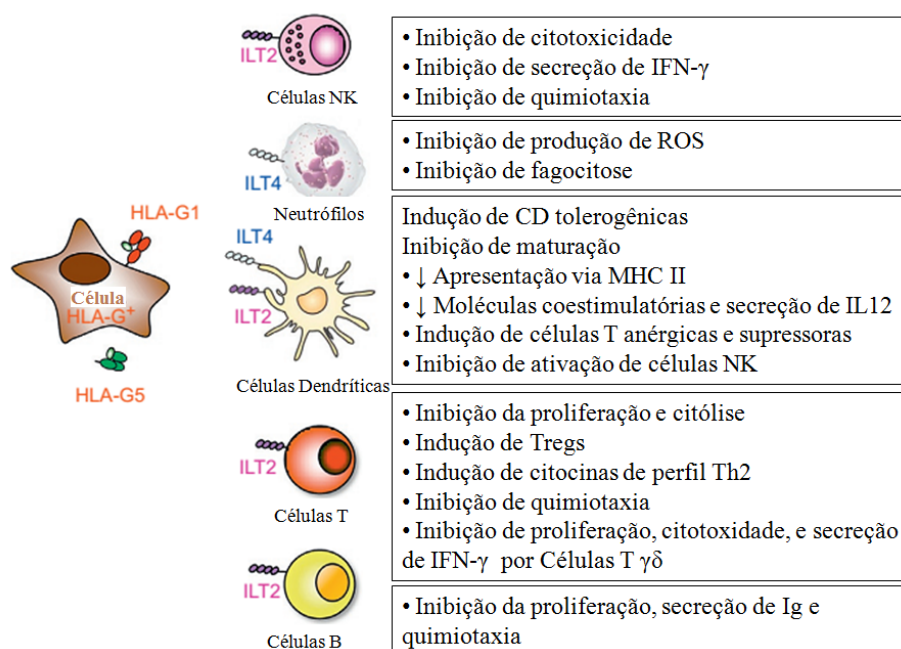 HLA-G1
Célula
HLA-G⁺
HLA-G5
ILT2
Células NK
• Inibição de citotoxicidade
• Inibição de secreção de IFN-γ
• Inibição de quimiotaxia
ILT4
Neutrófilos
• Inibição de produção de ROS
• Inibição de fagocitose
ILT4
ILT2
Células Dendríticas
Indução de CD tolerogênicas
Inibição de maturação
• ↓ Apresentação via MHC II
• ↓ Moléculas coestimulatórias e secreção de IL12
• Indução de células T anérgicas e supressoras
• Inibição de ativação de células NK
ILT2
Células T
• Inibição da proliferação e citólise
• Indução de Tregs
• Indução de citocinas de perfil Th2
• Inibição de quimiotaxia
• Inibição de proliferação, citotoxidade, e secreção
de IFN-γ por Células T γδ
ILT2
Células B
• Inibição da proliferação, secreção de Ig e
quimiotaxia